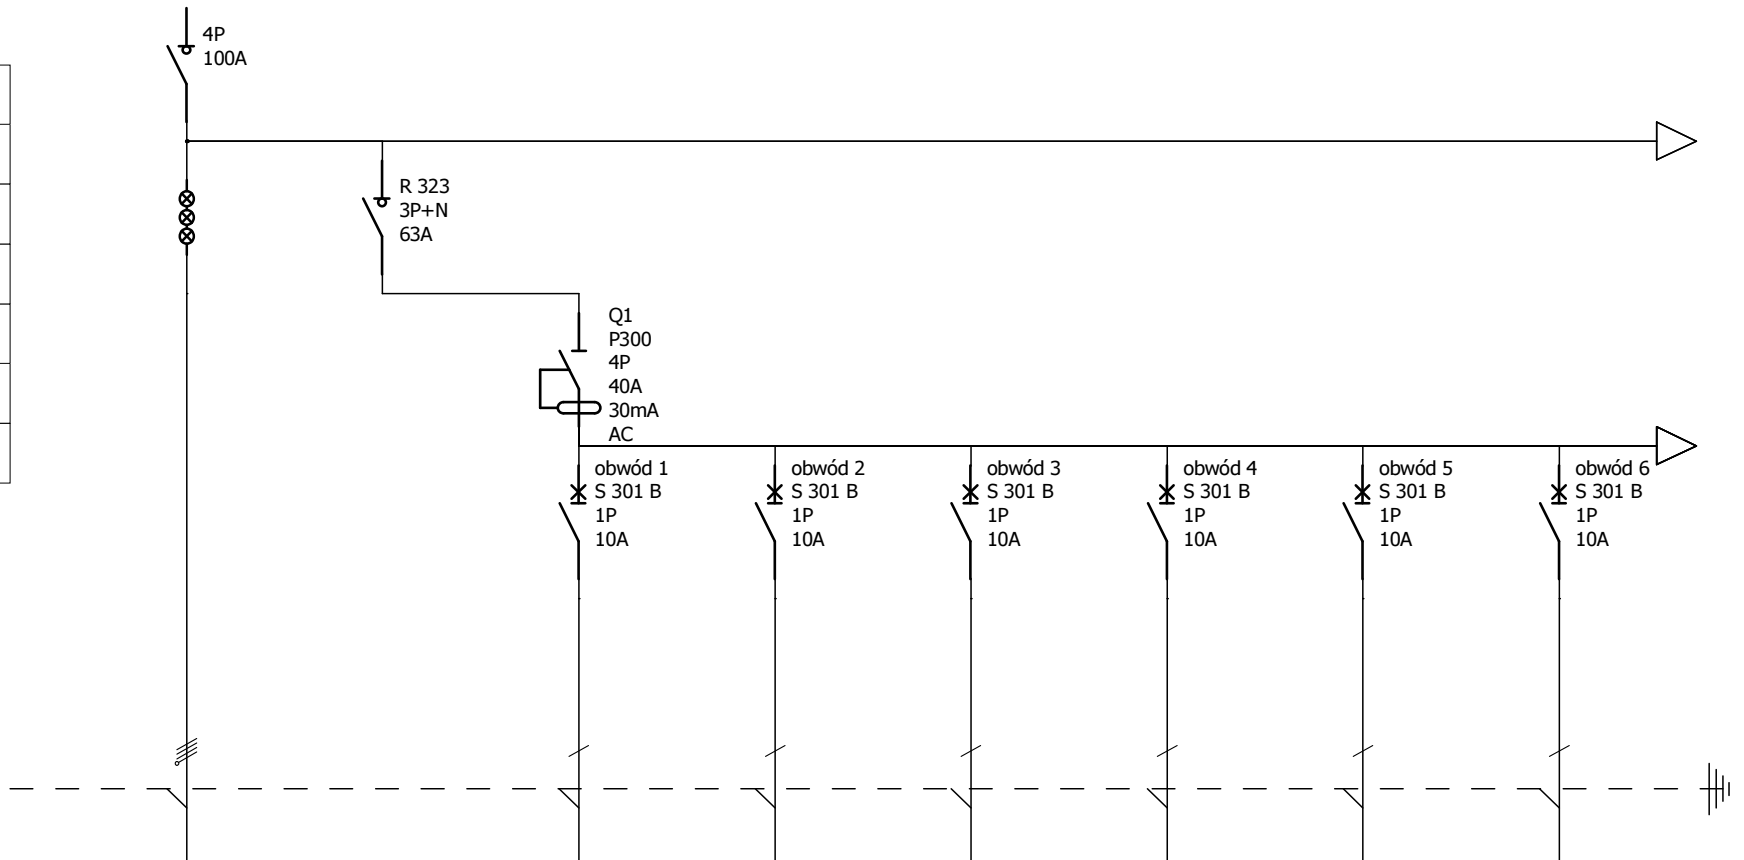 4P
100A
R 323
3P+N
63A
Q1
P300
4P
40A
30mA
AC
obwód 1
S 301 B
1P
10A
obwód 2
S 301 B
1P
10A
obwód 3
S 301 B
1P
10A
obwód 4
S 301 B
1P
10A
obwód 5
S 301 B
1P
10A
obwód 6
S 301 B
1P
10A